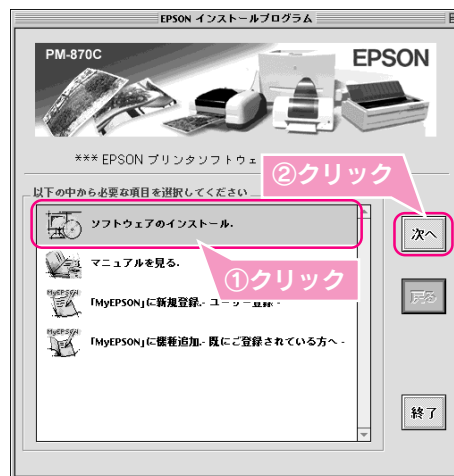 EPSON インストールプログラム
PM-870C
EPSON
*** EPSON プリンタソフトウェ
②クリック
以下の中から必要な項目を選択してください
ソフトウェアのインストール.
次へ
マニュアルを見る.
①クリック
戻る
MyEPSON
「MyEPSON」に新規登録.- ユーザー登録 -
MyEPSON
「MyEPSON」に機種追加.- 既にご登録されている方へ -
終了